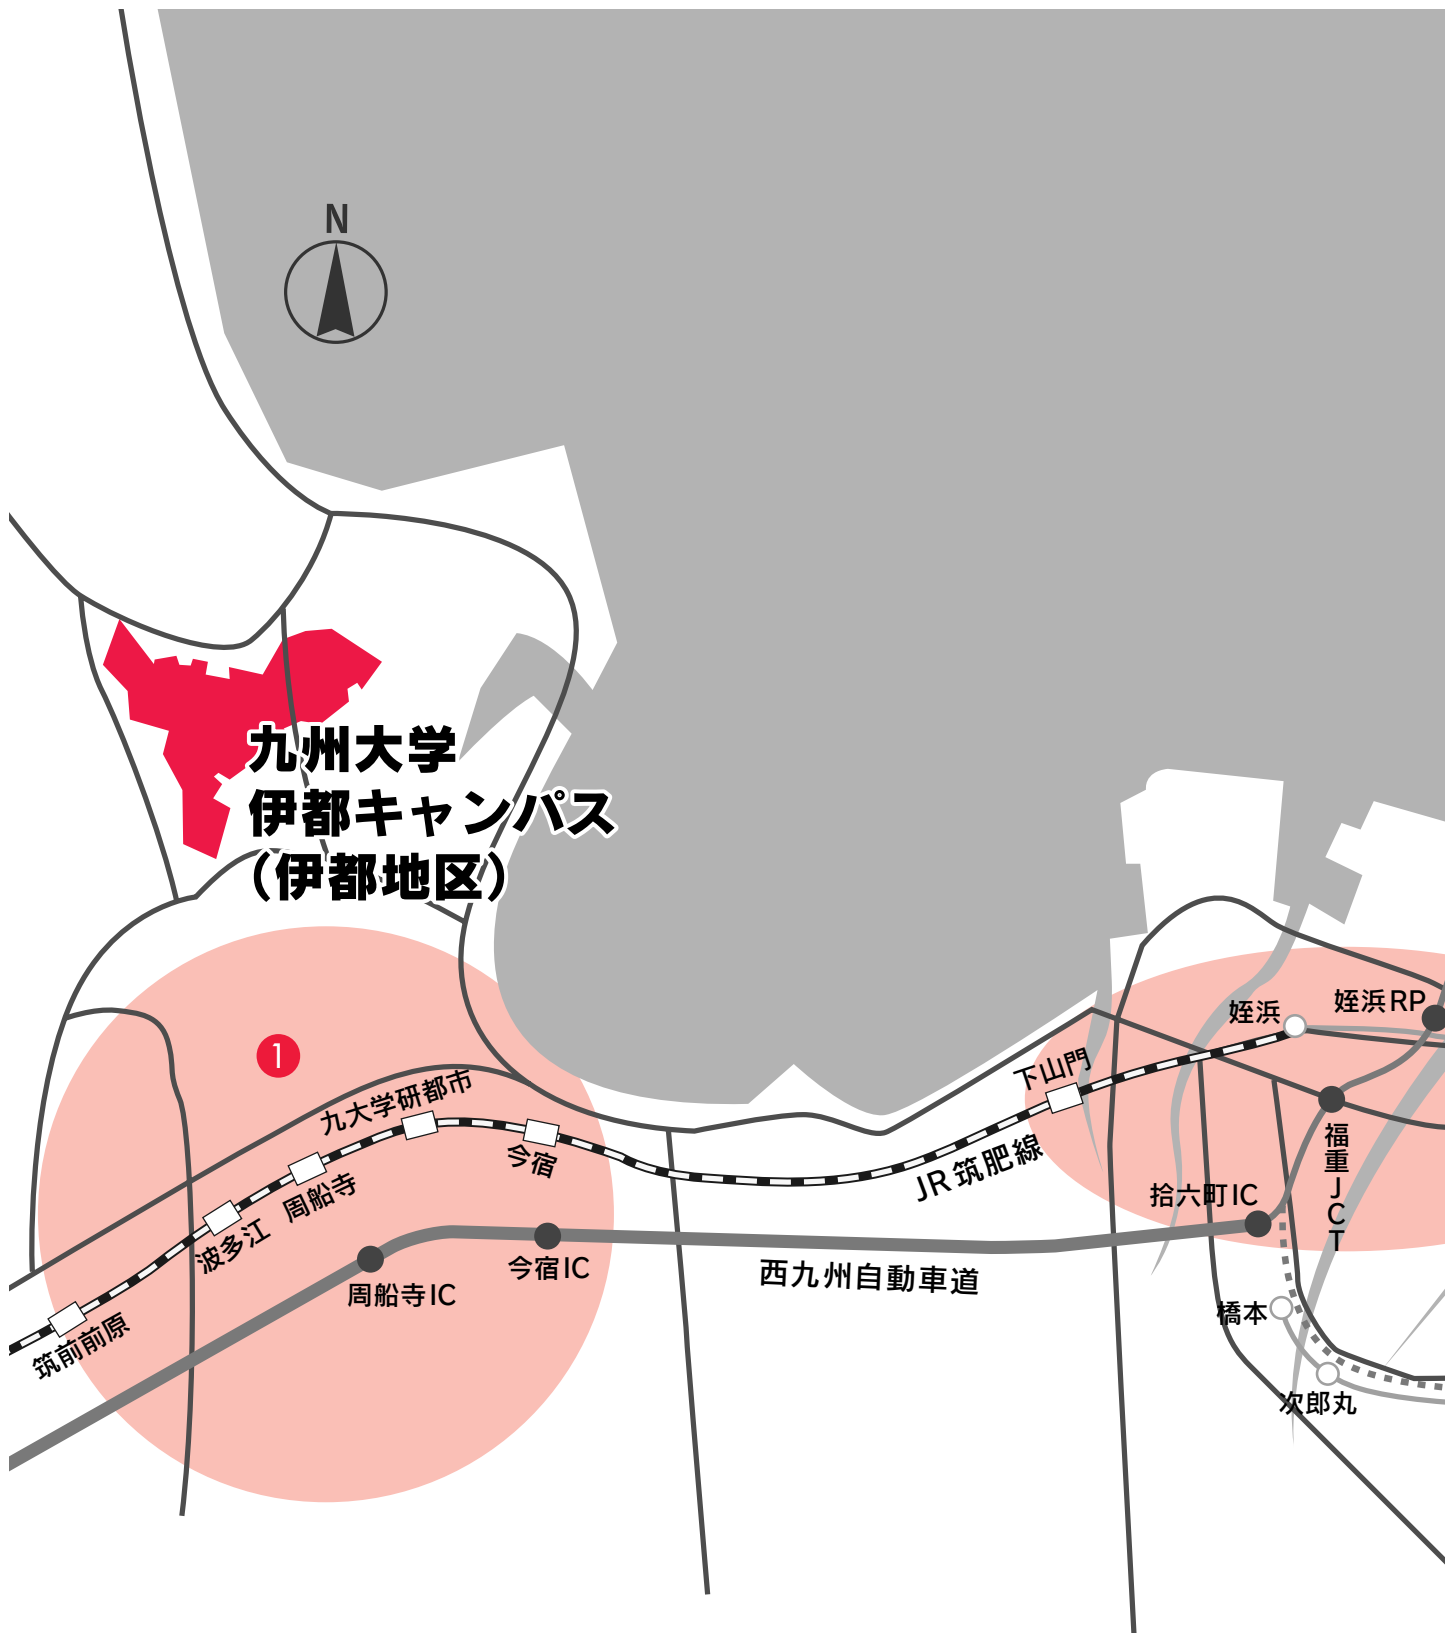 N
九州大学
伊都キャンパス
（伊都地区）
1
九大学研都市
今宿
周船寺
波多江
筑前前原
周船寺IC
今宿IC
西九州自動車道
JR筑肥線
下山門
姪浜
姪浜RP
福重JCT
拾六町IC
橋本
次郎丸